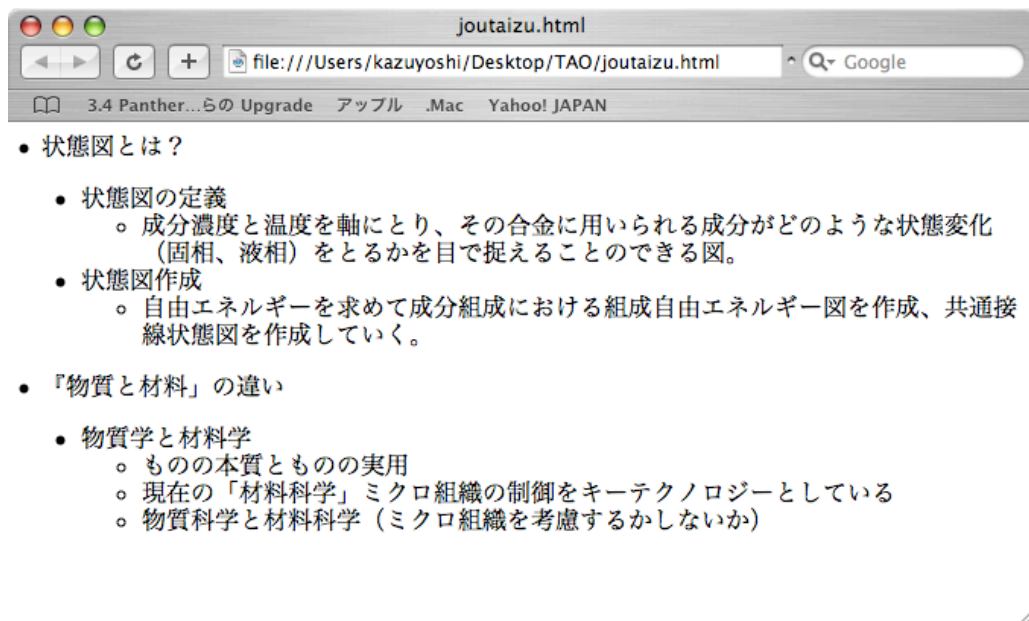 joutaizu.html
file:///Users/kazuyoshi/Desktop/TAO/joutaizu.html
Google
3.4 Panther...らの Upgrade アップル .Mac Yahoo! JAPAN
• 状態図とは？
• 状態図の定義
◦ 成分濃度と温度を軸にとり、その合金に用いられる成分がどのような状態変化
（固相、液相）をとるかを目で捉えることのできる図。
• 状態図作成
◦ 自由エネルギーを求めて成分組成における組成自由エネルギー図を作成、共通接
線状態図を作成していく。
• 『物質と材料」の違い
• 物質学と材料学
◦ ものの本質とものの実用
◦ 現在の「材料科学」ミクロ組織の制御をキーテクノロジーとしている
◦ 物質科学と材料科学（ミクロ組織を考慮するかしないか）